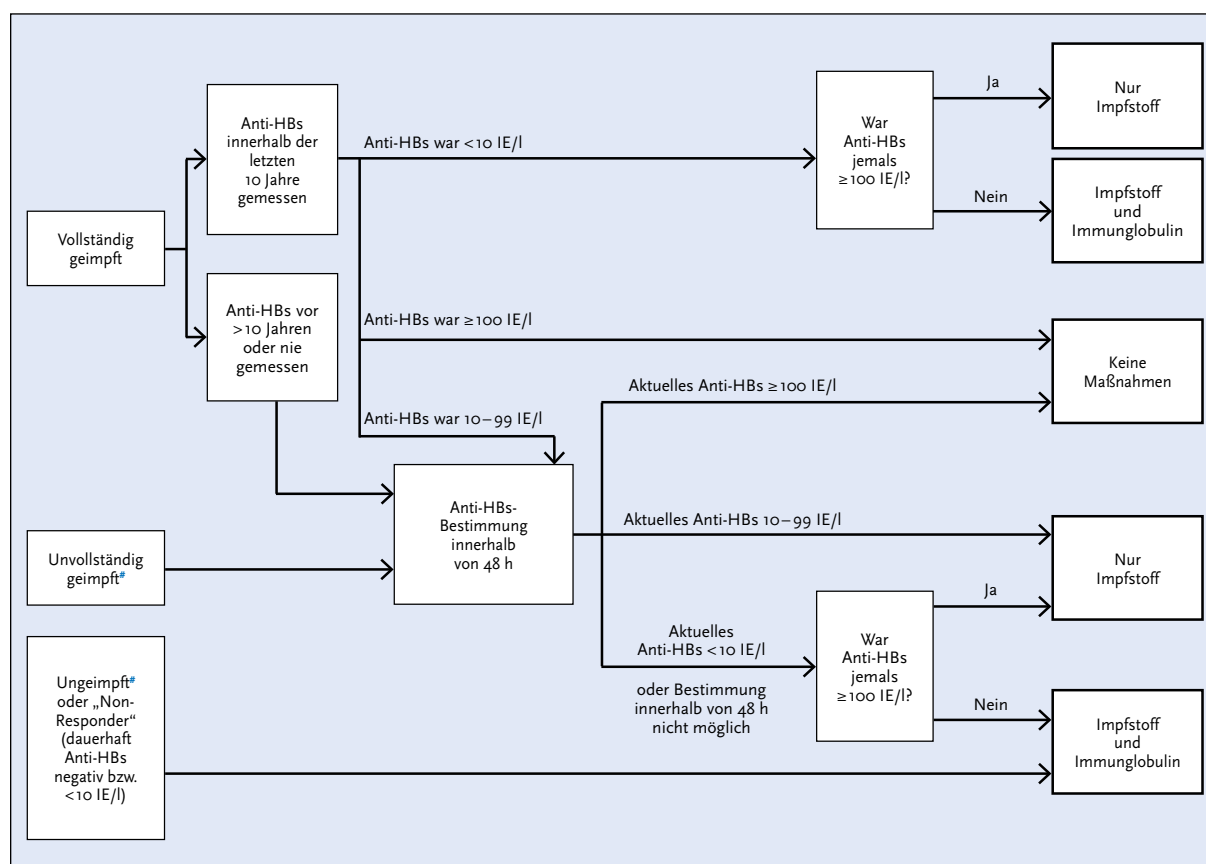 Vollständig
geimpft
Anti-HBs
innerhalb der
letzten
10 Jahre
gemessen
Anti-HBs vor
>10 Jahren
oder nie
gemessen
Anti-HBs war <10 IE/l
War
Anti-HBs
jemals
≥100 IE/l?
Ja
Nur
Impfstoff
Nein
Impfstoff
und
Immunglobulin
Anti-HBs war ≥100 IE/l
Keine
Maßnahmen
Anti-HBs war 10–99 IE/l
Unvollständig
geimpft#
Anti-HBs-
Bestimmung
innerhalb
von 48 h
Aktuelles Anti-HBs ≥100 IE/l
Aktuelles Anti-HBs 10–99 IE/l
Nur
Impfstoff
Aktuelles
Anti-HBs <10 IE/l
oder Bestimmung
innerhalb von 48 h
nicht möglich
War
Anti-HBs
jemals
≥100 IE/l?
Ja
Nein
Impfstoff
und
Immunglobulin
Ungeimpft#
oder „Non-
Responder“
(dauerhaft
Anti-HBs
negativ bzw.
<10 IE/l)